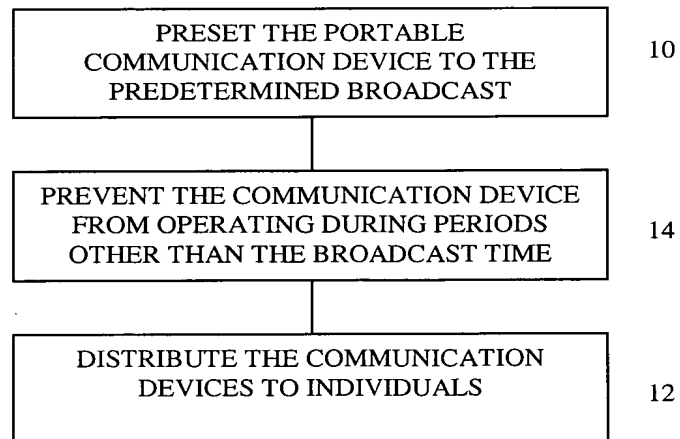 PRESET THE PORTABLE
COMMUNICATION DEVICE TO THE
PREDETERMINED BROADCAST
10
PREVENT THE COMMUNICATION DEVICE
FROM OPERATING DURING PERIODS
OTHER THAN THE BROADCAST TIME
14
DISTRIBUTE THE COMMUNICATION
DEVICES TO INDIVIDUALS
12